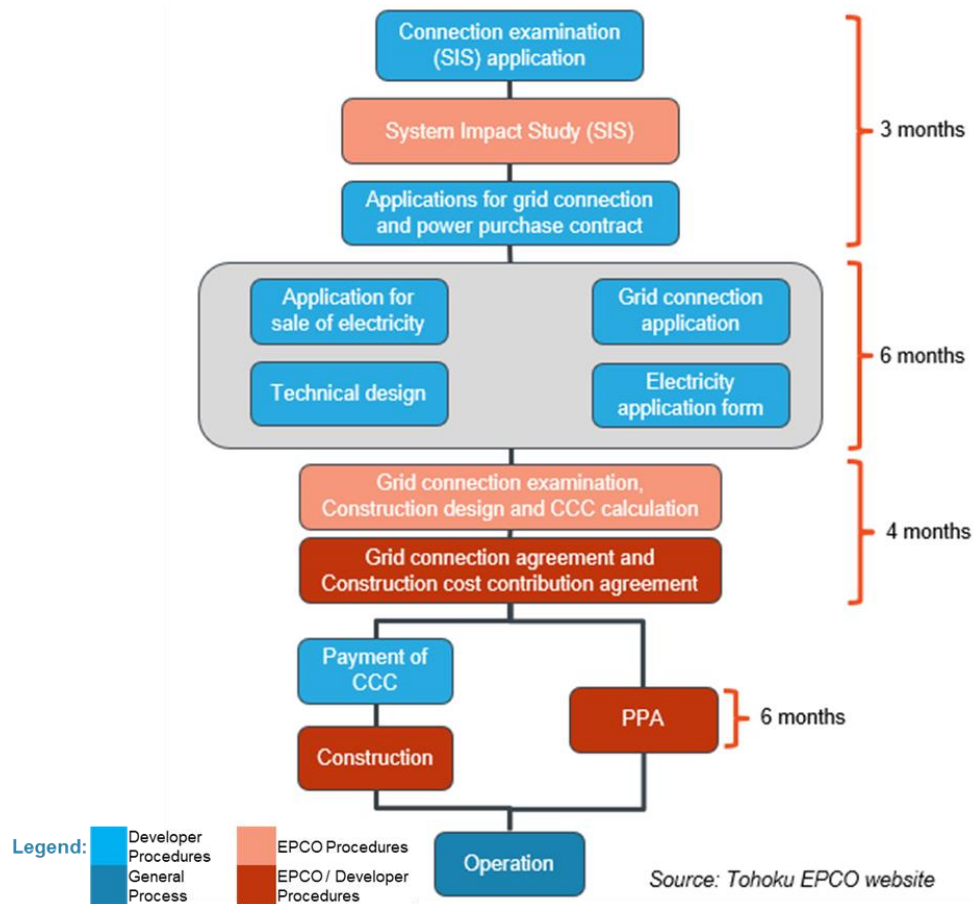 Connection examination
(SIS) application
System Impact Study (SIS)
3 months
Applications for grid connection
and power purchase contract
Application for
sale of electricity
Grid connection
application
Technical design
Electricity
application form
6 months
Grid connection examination,
Construction design and CCC calculation
4 months
Grid connection agreement and
Construction cost contribution agreement
Payment of
CCC
Construction
PPA
6 months
Operation
Legend:
Developer
Procedures
EPCO Procedures
General
Process
EPCO / Developer
Procedures
Source: Tohoku EPCO website